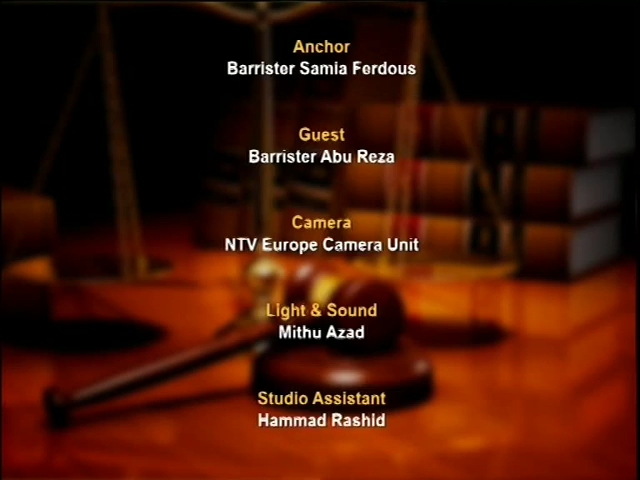 Anchor
Barrister Samia Ferdous
Guest
Barrister Abu Reza
Camera
NTV Europe Camera Unit
Light & Sound
Mithu Azad
Studio Assistant
Hammad Rashid